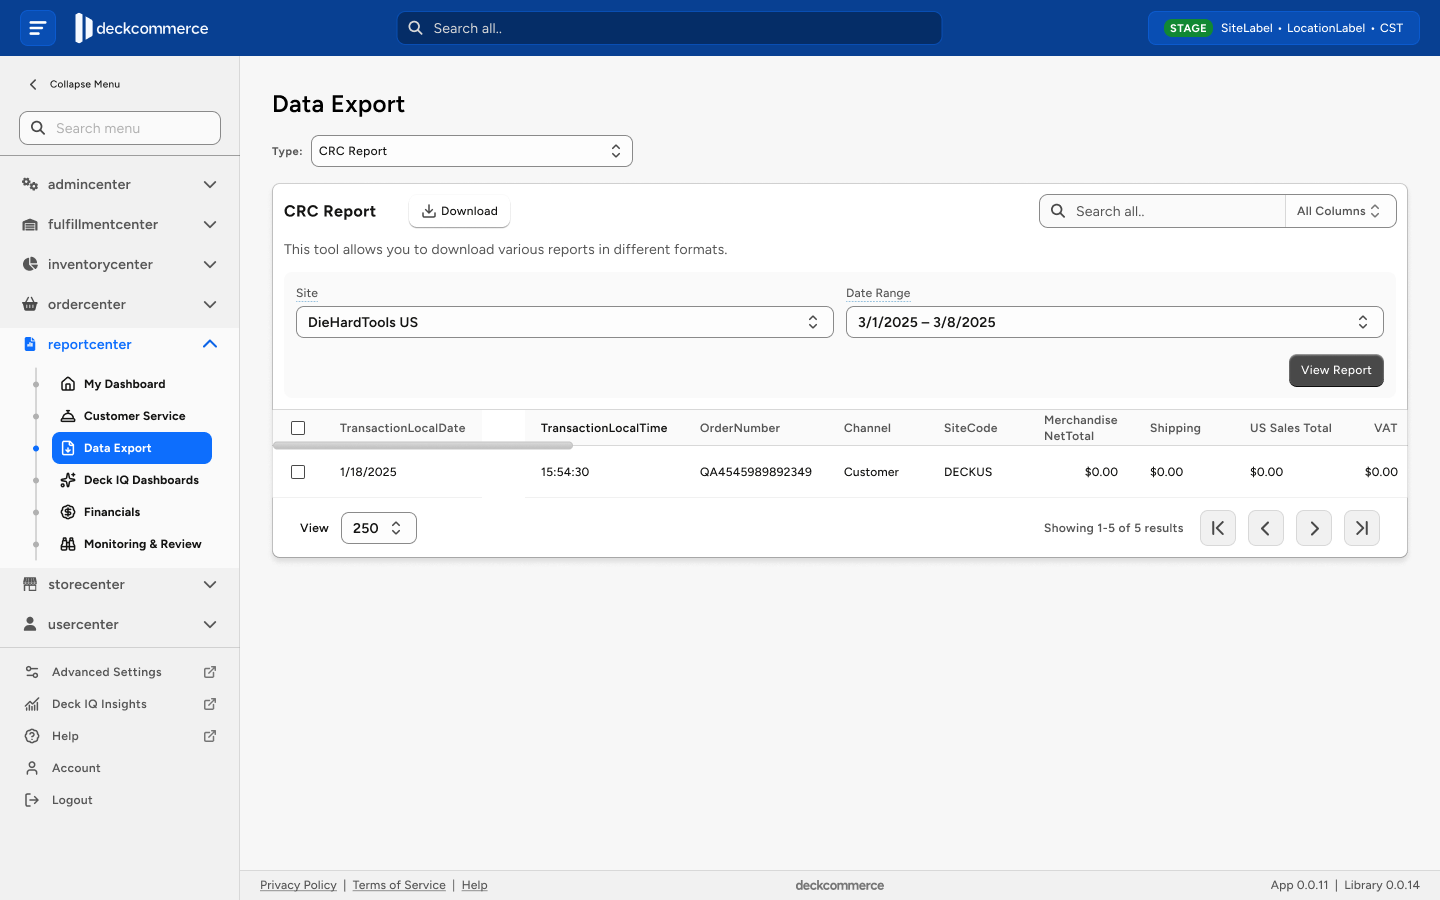 deckcommerce
Search all..
STAGE SiteLabel • LocationLabel • CST
Collapse Menu
Search menu
admincenter
fulfillmentcenter
inventorycenter
ordercenter
reportcenter
My Dashboard
Customer Service
Data Export
Deck IQ Dashboards
Financials
Monitoring & Review
storecenter
usercenter
Advanced Settings
Deck IQ Insights
Help
Account
Logout
Data Export
Type: CRC Report
CRC Report Download Search all.. All Columns
This tool allows you to download various reports in different formats.
Site Date Range
DieHardTools US 3/1/2025 – 3/8/2025
View Report
TransactionLocalDate TransactionLocalTime OrderNumber Channel SiteCode Merchandise NetTotal Shipping US Sales Total VAT
1/18/2025 15:54:30 QA4545989892349 Customer DECKUS $0.00 $0.00 $0.00 $0.00
View 250 Showing 1-5 of 5 results
Privacy Policy | Terms of Service | Help deckcommerce App 0.0.11 | Library 0.0.14